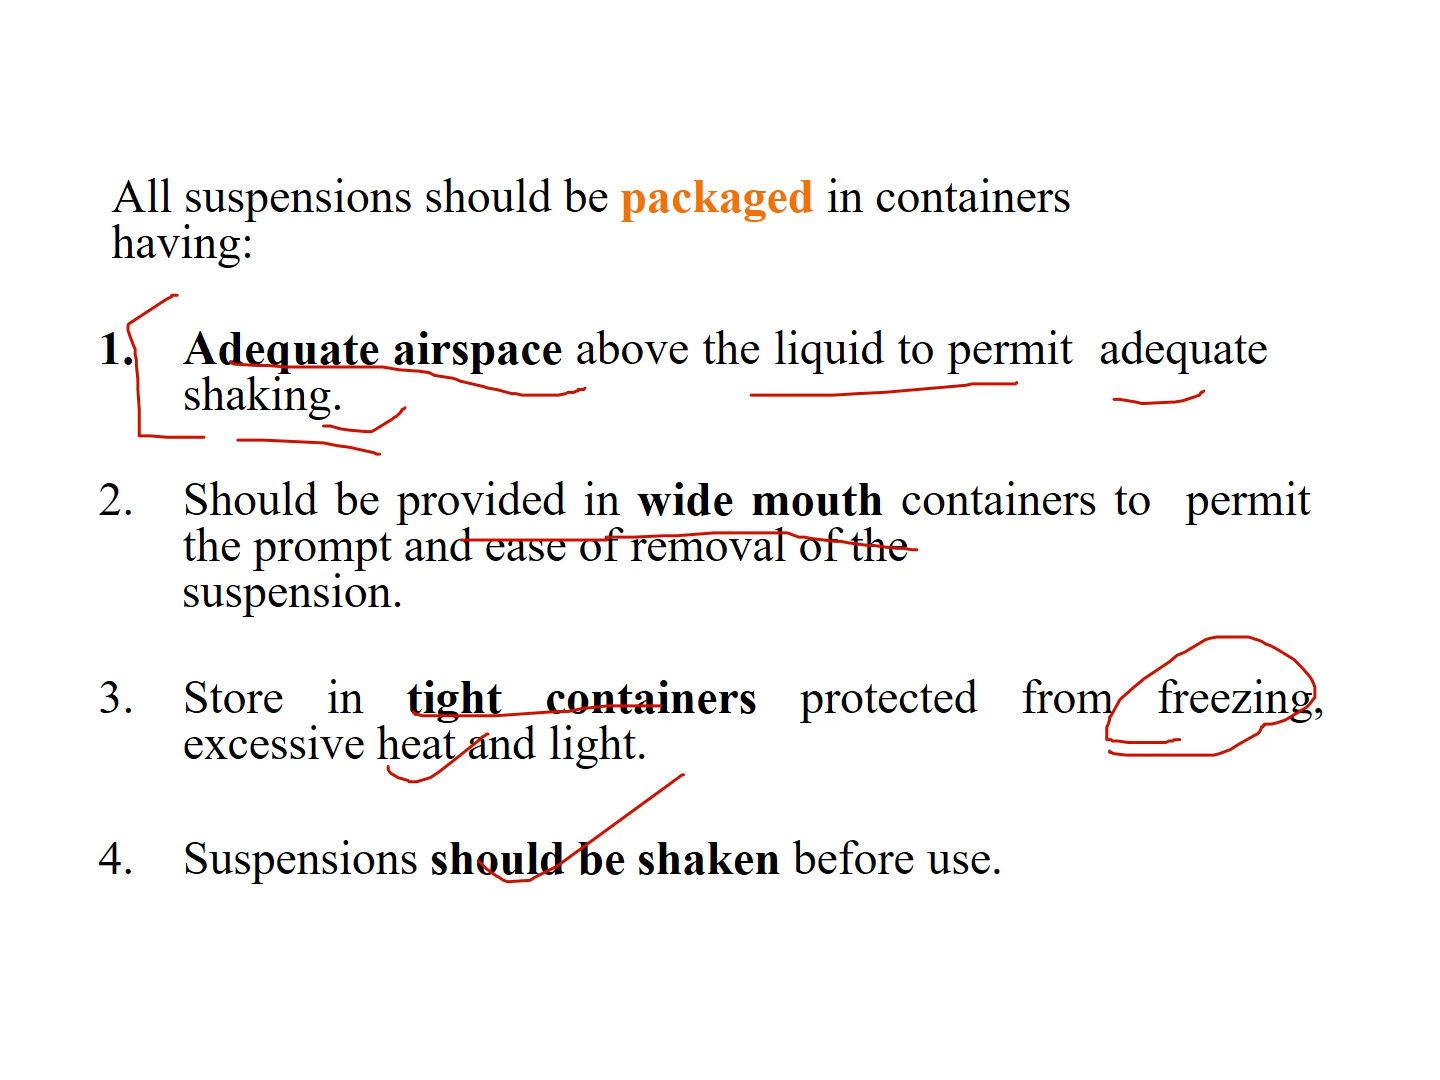 All suspensions should be packaged in containers
having:
1. Adequate airspace above the liquid to permit adequate
shaking.
2. Should be provided in wide mouth containers to permit
the prompt and ease of removal of the
suspension.
3. Store in tight containers protected from freezing,
excessive heat and light.
4. Suspensions should be shaken before use.